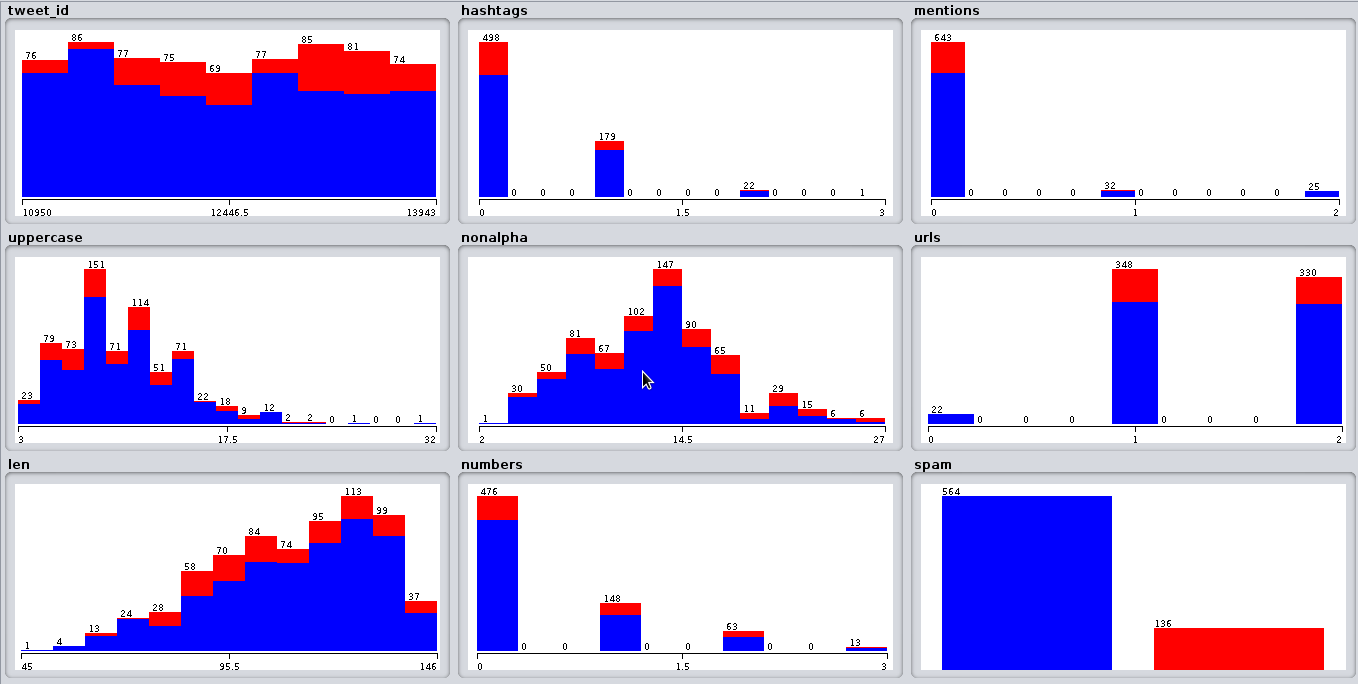 tweet_id
76 86 77 75 69 77 85 81 74
10950 12446.5 13943
hashtags
498 0 0 0 179 0 0 0 0 22 0 0 0 1
0 1.5 3
mentions
643 0 0 0 0 32 0 0 0 0 0 25
0 1 2
uppercase
23 79 73 151 71 114 51 71 22 18 9 12 2 2 0 1 0 0 1
3 17.5 32
nonalpha
1 30 50 81 67 102 147 90 65 11 29 15 6 6
2 14.5 27
urls
22 0 0 0 348 0 0 0 330
0 1 2
len
1 4 13 24 28 58 70 84 74 95 113 99 37
45 95.5 146
numbers
476 0 0 148 0 0 63 0 0 13
0 1.5 3
spam
564 136